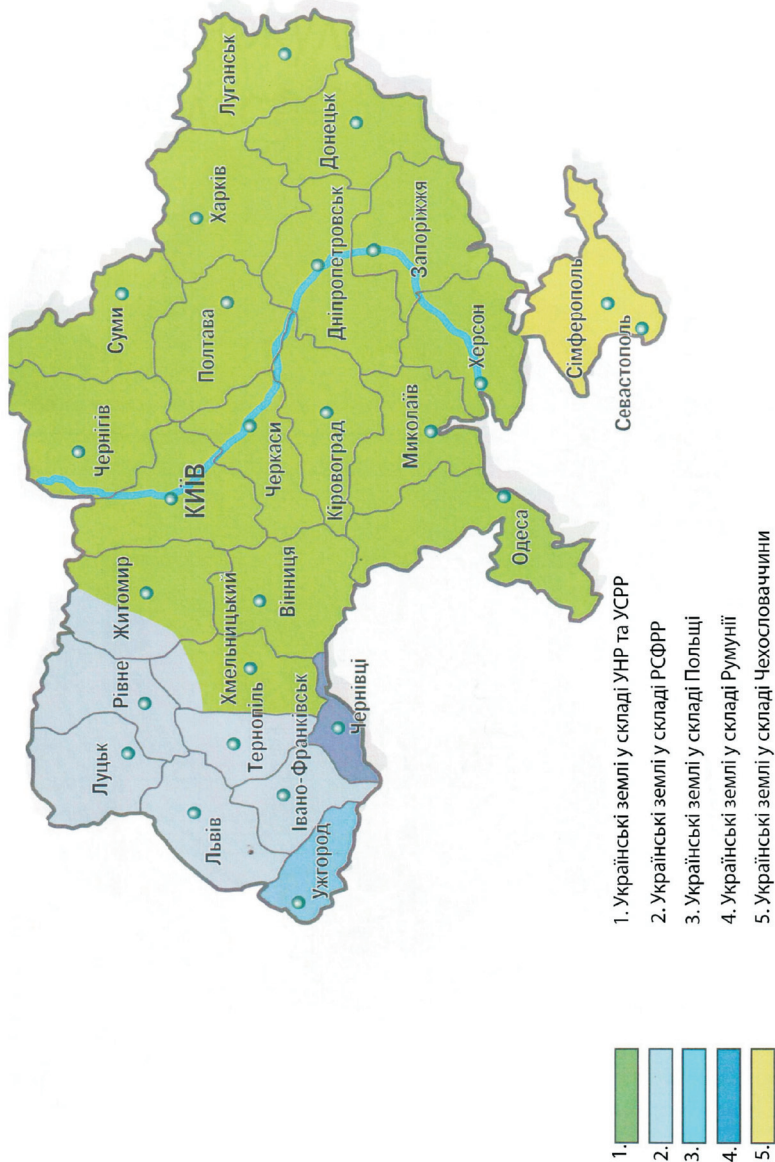 Луцьк
Рівне
Житомир
Чернігів
Суми
Львів
Тернопіль
Хмельницький
КИЇВ
Полтава
Харків
Луганськ
Ужгород
Івано-Франківськ
Чернівці
Вінниця
Черкаси
Кіровоград
Дніпропетровськ
Донецьк
Миколаїв
Запоріжжя
Одеса
Херсон
Сімферополь
Севастополь
1. 1. Українські землі у складі УНР та УСРР
2. 2. Українські землі у складі РСФРР
3. 3. Українські землі у складі Польщі
4. 4. Українські землі у складі Румунії
5. 5. Українські землі у складі Чехословаччини